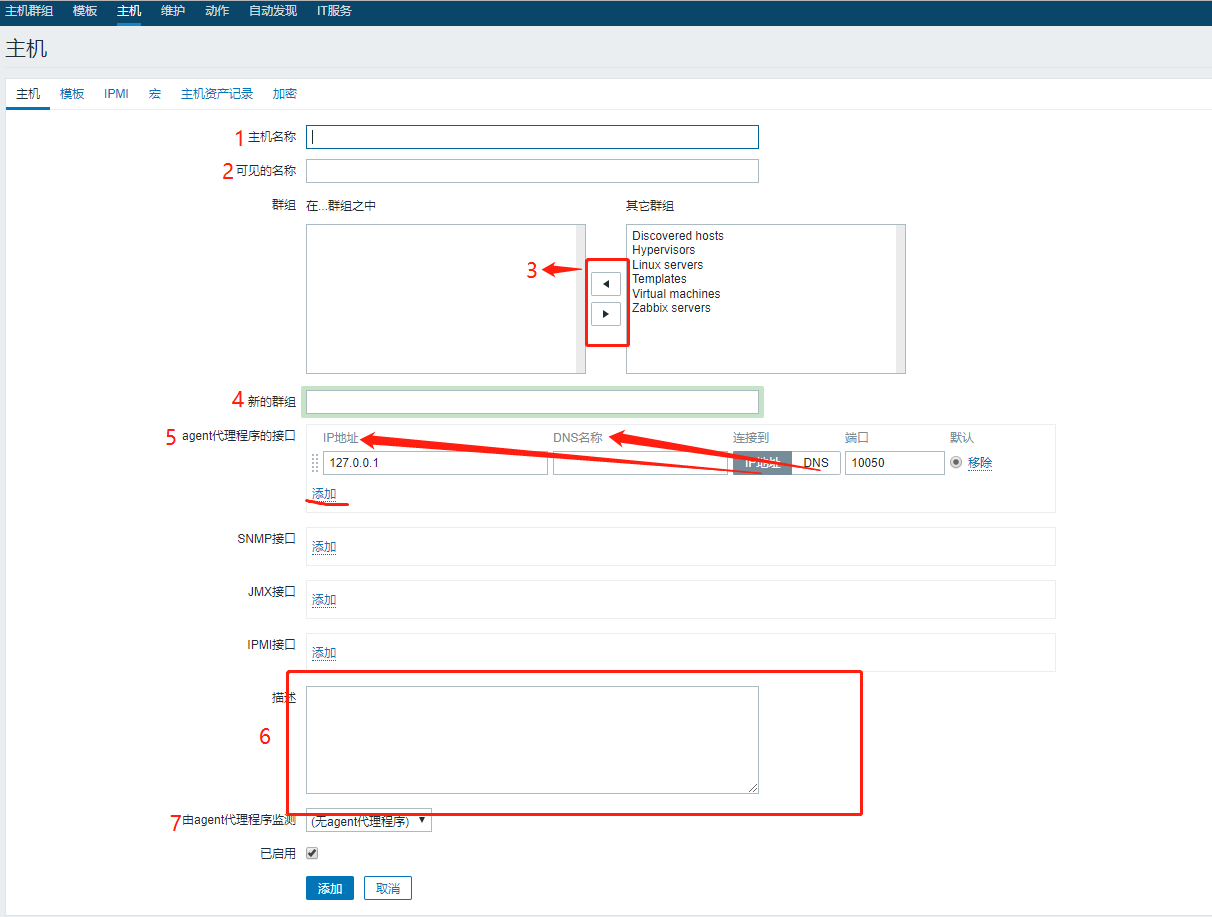 主机群组 模板 主机 维护 动作 自动发现 IT服务
主机
主机 模板 IPMI 宏 主机资产记录 加密
1 主机名称
2 可见的名称
群组 在...群组之中 其它群组
Discovered hosts
Hypervisors
Linux servers
Templates
Virtual machines
Zabbix servers
3
4 新的群组
5 agent代理程序的接口 IP地址 DNS名称 连接到 端口 默认
127.0.0.1 IP地址 DNS 10050 移除
添加
SNMP接口 添加
JMX接口 添加
IPMI接口 添加
描述
6
7 由agent代理程序监测 (无agent代理程序)
已启用
添加 取消